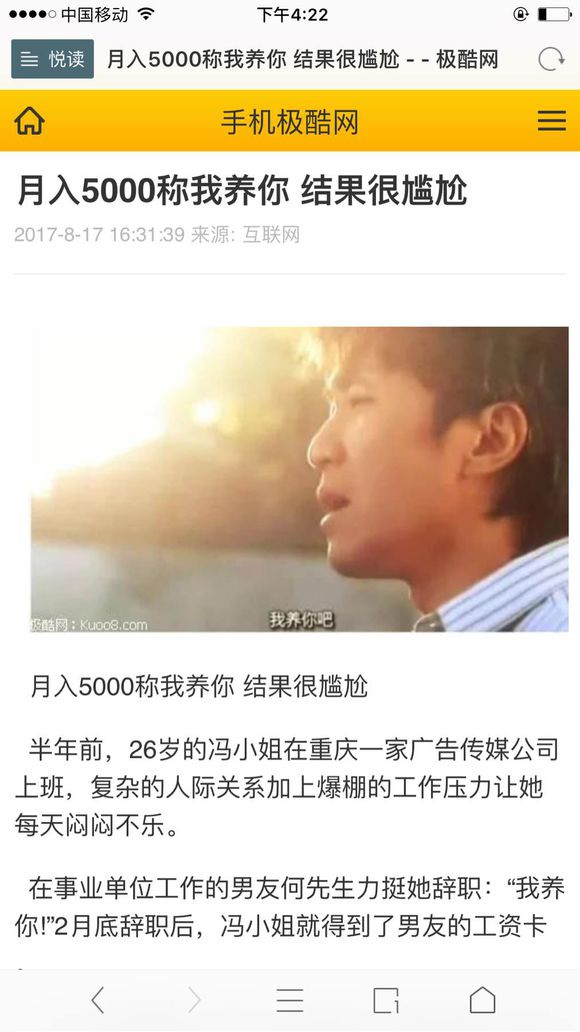 中国移动 下午4:22
悦读 月入5000称我养你 结果很尴尬 - - 极酷网
手机极酷网
月入5000称我养你 结果很尴尬
2017-8-17 16:31:39 来源: 互联网
我养你吧
极酷网：Kuoo8.com
月入5000称我养你 结果很尴尬
半年前，26岁的冯小姐在重庆一家广告传媒公司
上班，复杂的人际关系加上爆棚的工作压力让她
每天闷闷不乐。
在事业单位工作的男友何先生力挺她辞职：“我养
你!”2月底辞职后，冯小姐就得到了男友的工资卡
1